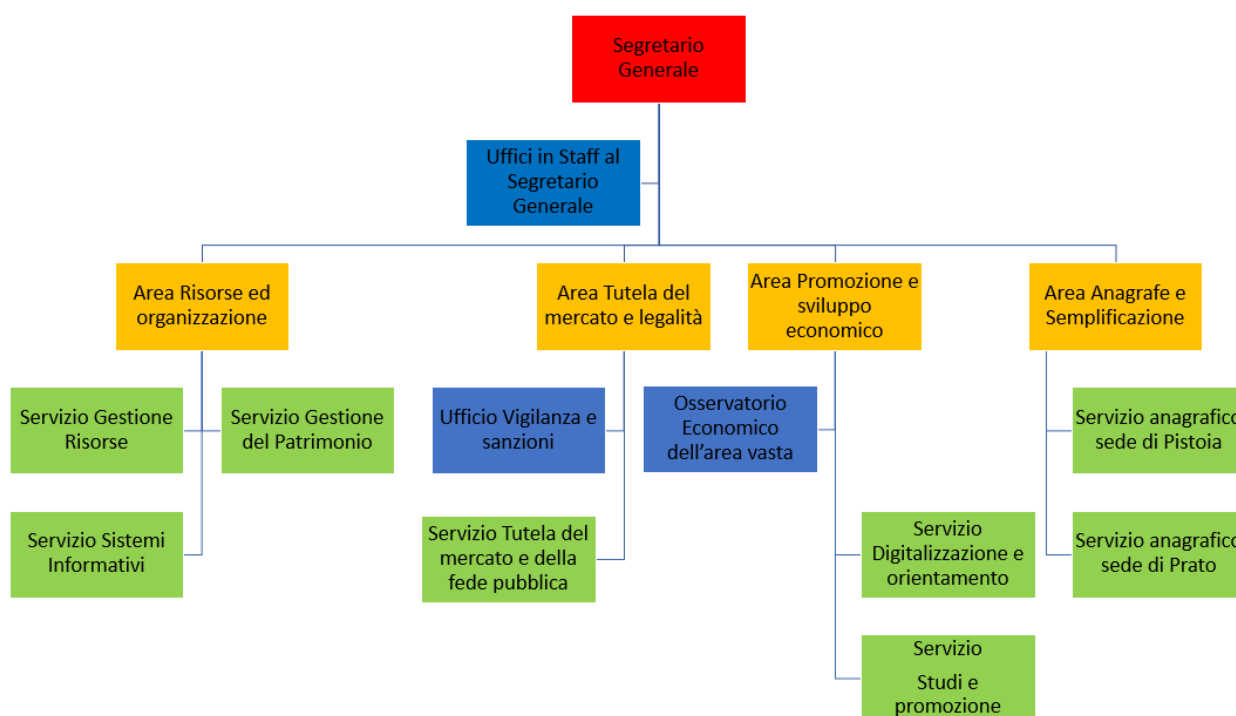 Segretario
Generale
Uffici in Staff al
Segretario
Generale
Area Risorse ed
organizzazione
Area Tutela del
mercato e legalità
Area Promozione e
sviluppo
economico
Area Anagrafe e
Semplificazione
Servizio Gestione
Risorse
Servizio Gestione
del Patrimonio
Ufficio Vigilanza e
sanzioni
Osservatorio
Economico
dell’area vasta
Servizio anagrafico
sede di Pistoia
Servizio Sistemi
Informativi
Servizio Tutela del
mercato e della
fede pubblica
Servizio
Digitalizzazione e
orientamento
Servizio anagrafico
sede di Prato
Servizio
Studi e
promozione